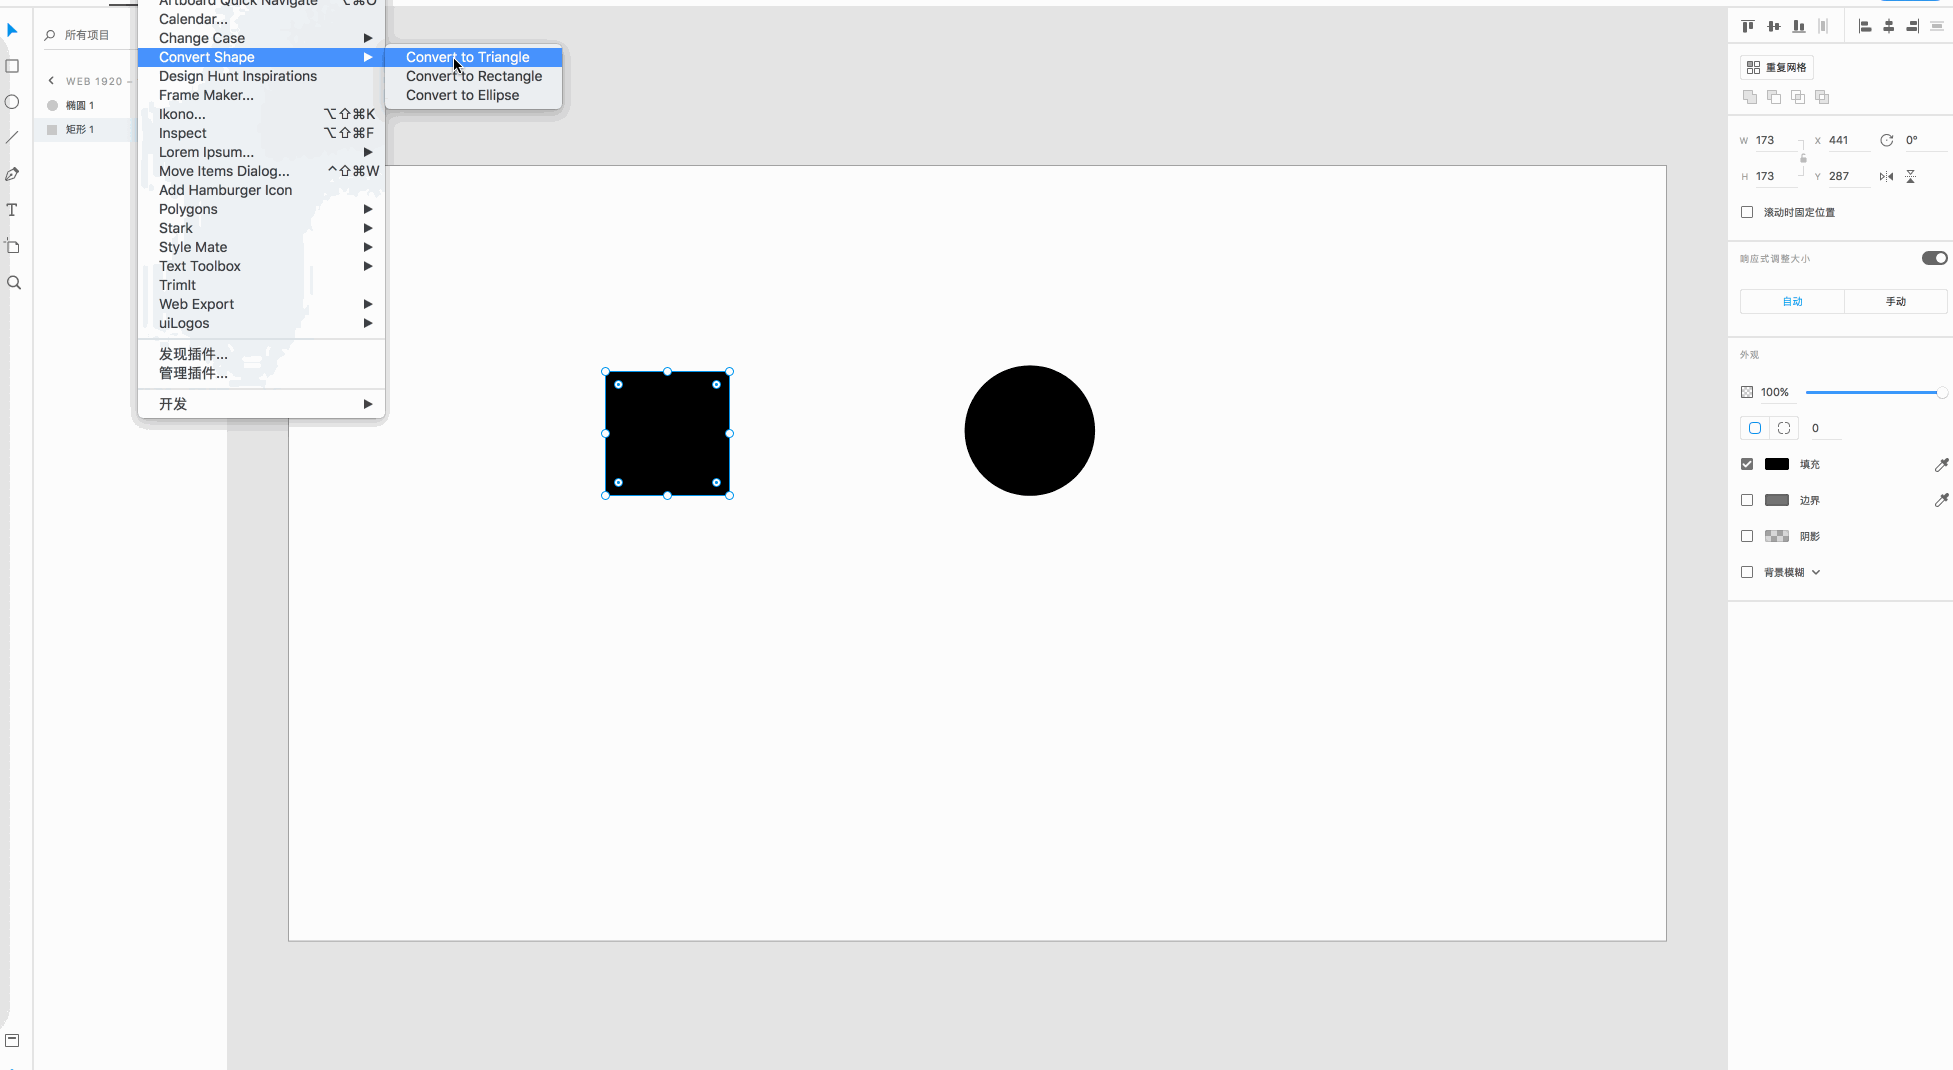 Artboard Quick Navigate ⌥⌘O
Calendar...
Change Case
Convert Shape
Design Hunt Inspirations
Frame Maker...
Ikono... ⌥⇧⌘K
Inspect ⌥⇧⌘F
Lorem Ipsum...
Move Items Dialog... ^⇧⌘W
Add Hamburger Icon
Polygons
Stark
Style Mate
Text Toolbox
TrimIt
Web Export
uiLogos
发现插件...
管理插件...
开发
Convert to Triangle
Convert to Rectangle
Convert to Ellipse
所有项目
WEB 1920 –
椭圆 1
矩形 1
重复网格
W 173 X 441 0°
H 173 Y 287
滚动时固定位置
响应式调整大小
自动 手动
外观
100%
0
填充
边界
阴影
背景模糊